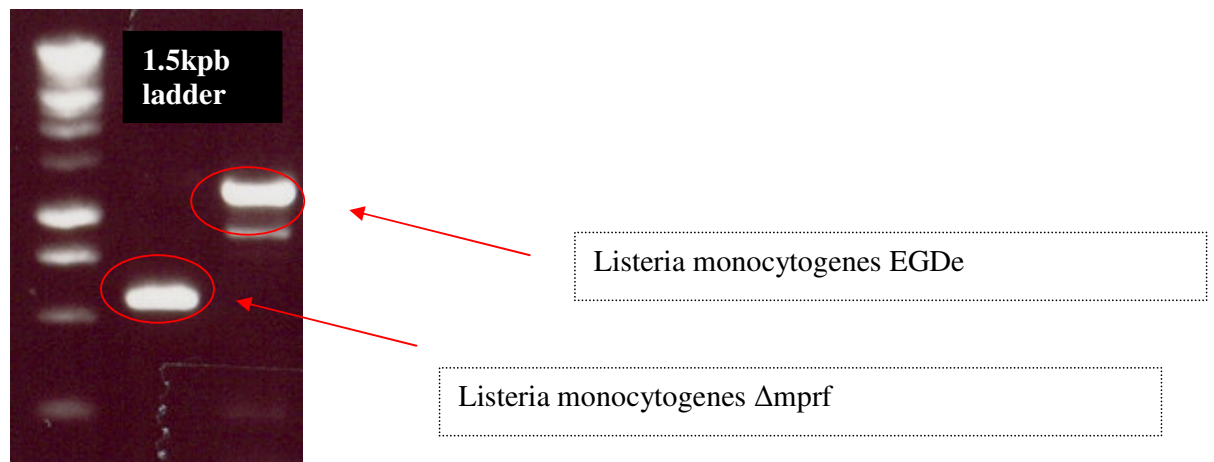 1.5kpb
ladder
Listeria monocytogenes EGDe
Listeria monocytogenes Δmprf